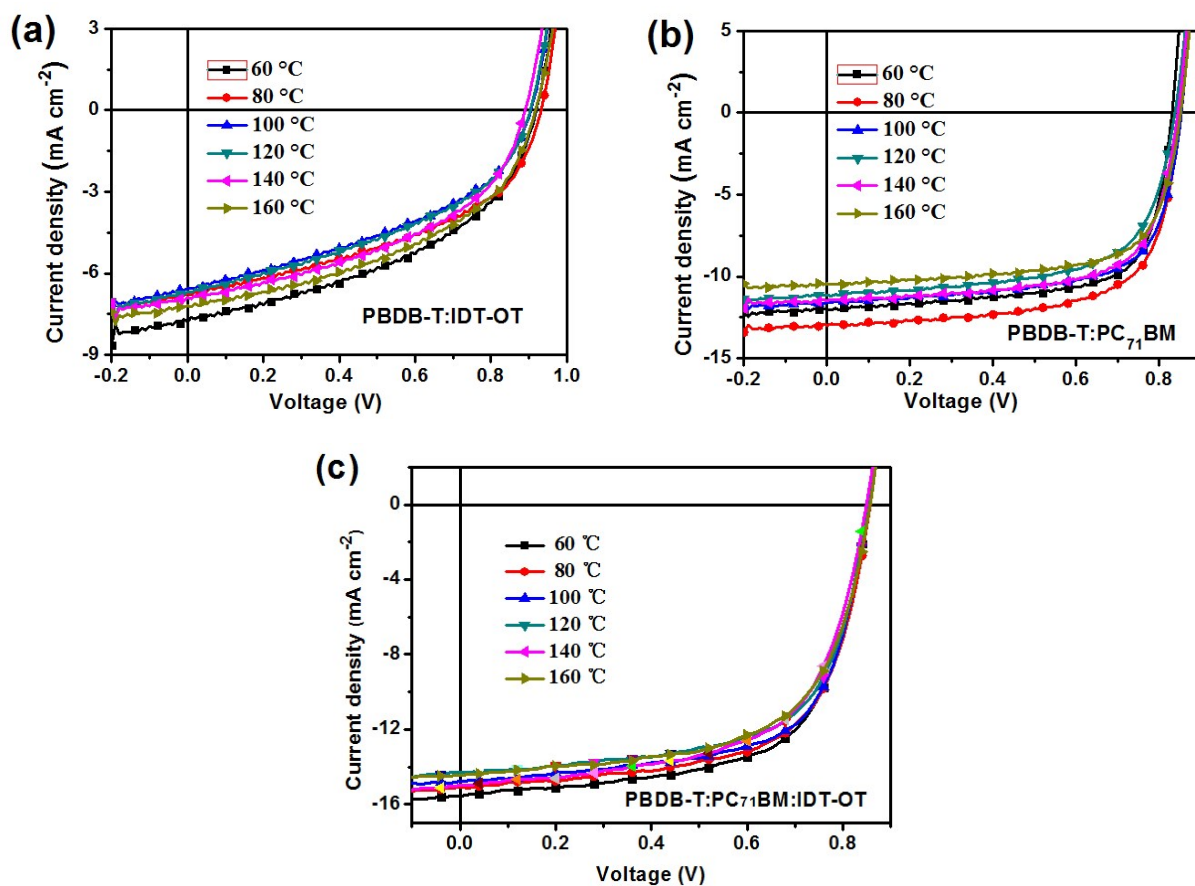 (a)
3
0
-3
-6
-9
Current density (mA cm-2)
60 °C
80 °C
100 °C
120 °C
140 °C
160 °C
PBDB-T:IDT-OT
-0.2 0.0 0.2 0.4 0.6 0.8 1.0
Voltage (V)
(b)
5
0
-5
-10
-15
Current density (mA cm-2)
60 °C
80 °C
100 °C
120 °C
140 °C
160 °C
PBDB-T:PC71BM
-0.2 0.0 0.2 0.4 0.6 0.8
Voltage (V)
(c)
0
-4
-8
-12
-16
Current density (mA cm-2)
60 ℃
80 ℃
100 ℃
120 ℃
140 ℃
160 ℃
PBDB-T:PC71BM:IDT-OT
0.0 0.2 0.4 0.6 0.8
Voltage (V)